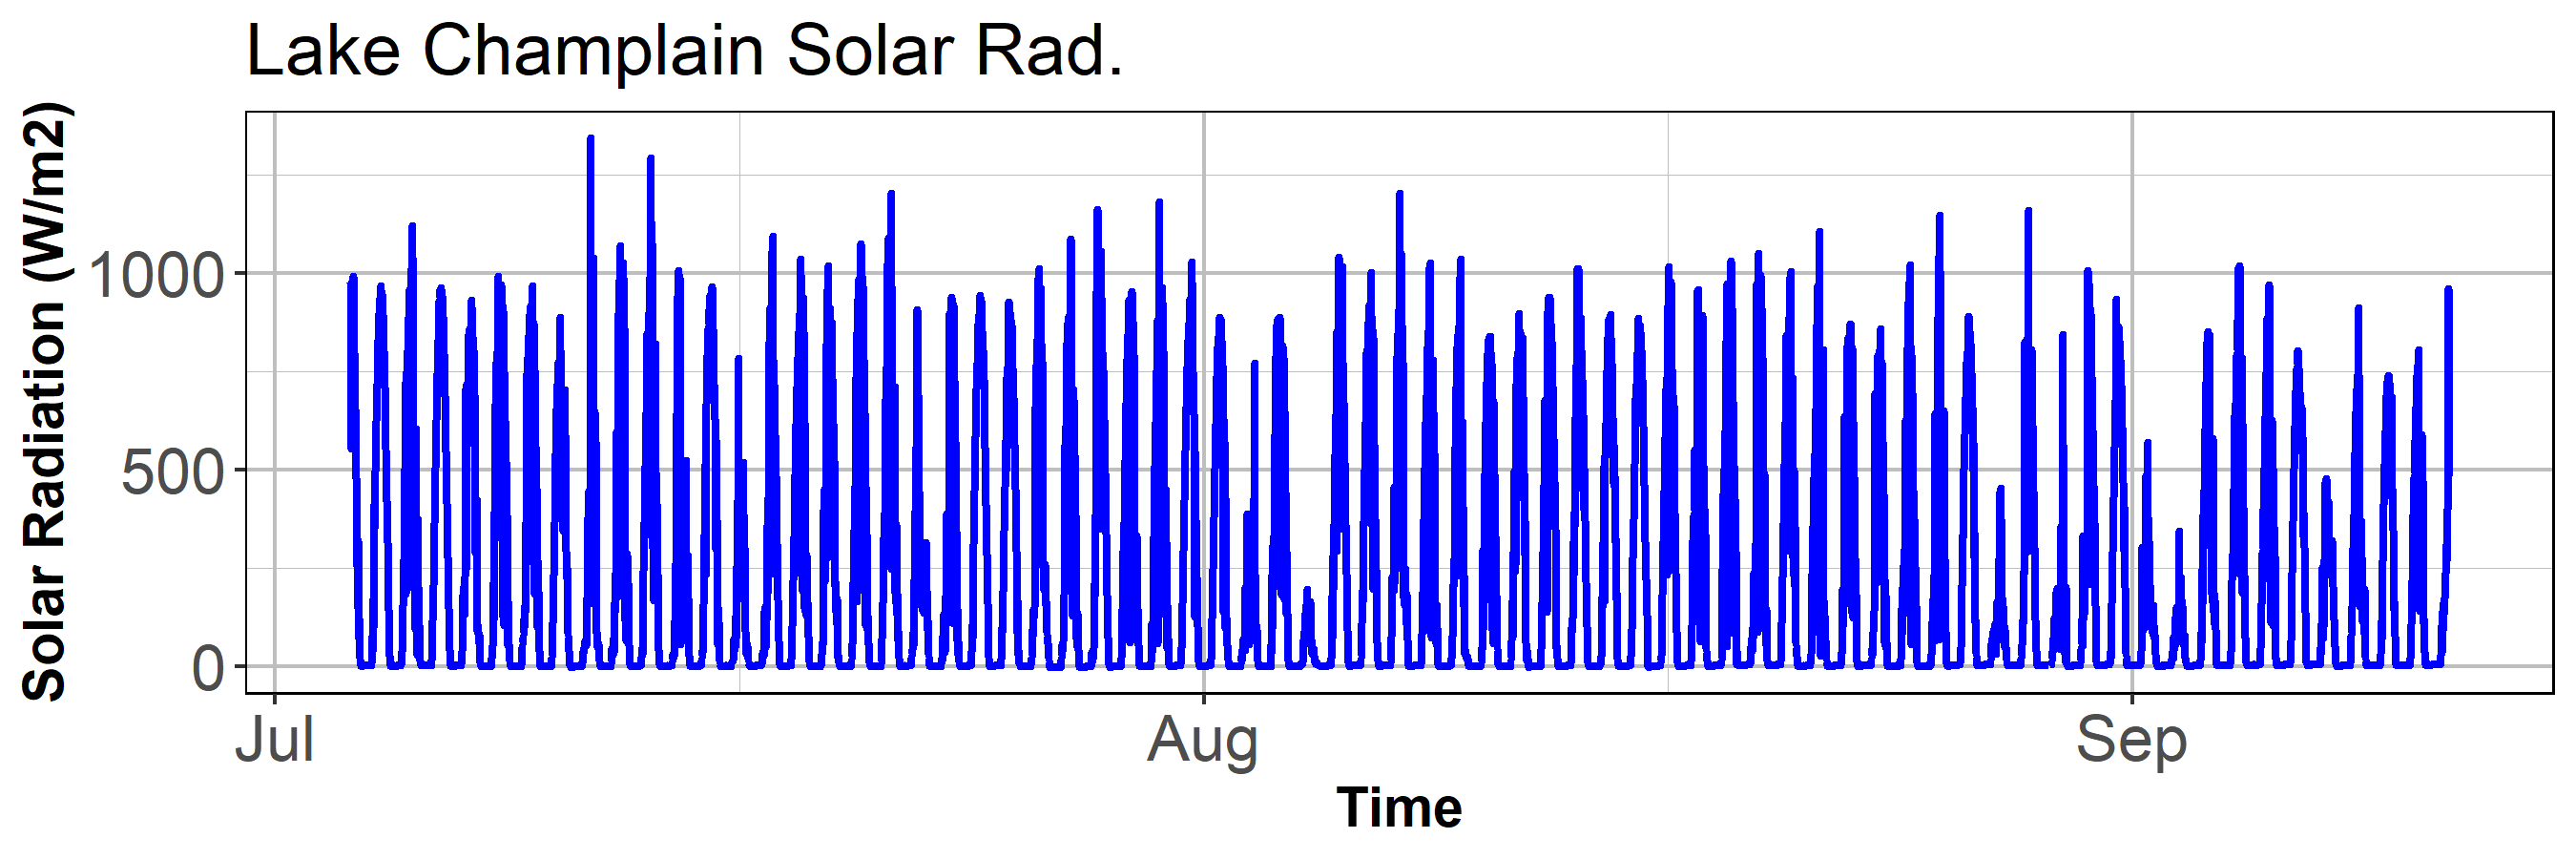 Lake Champlain Solar Rad.
Solar Radiation (W/m2)
1000
500
0
Jul Aug Sep
Time